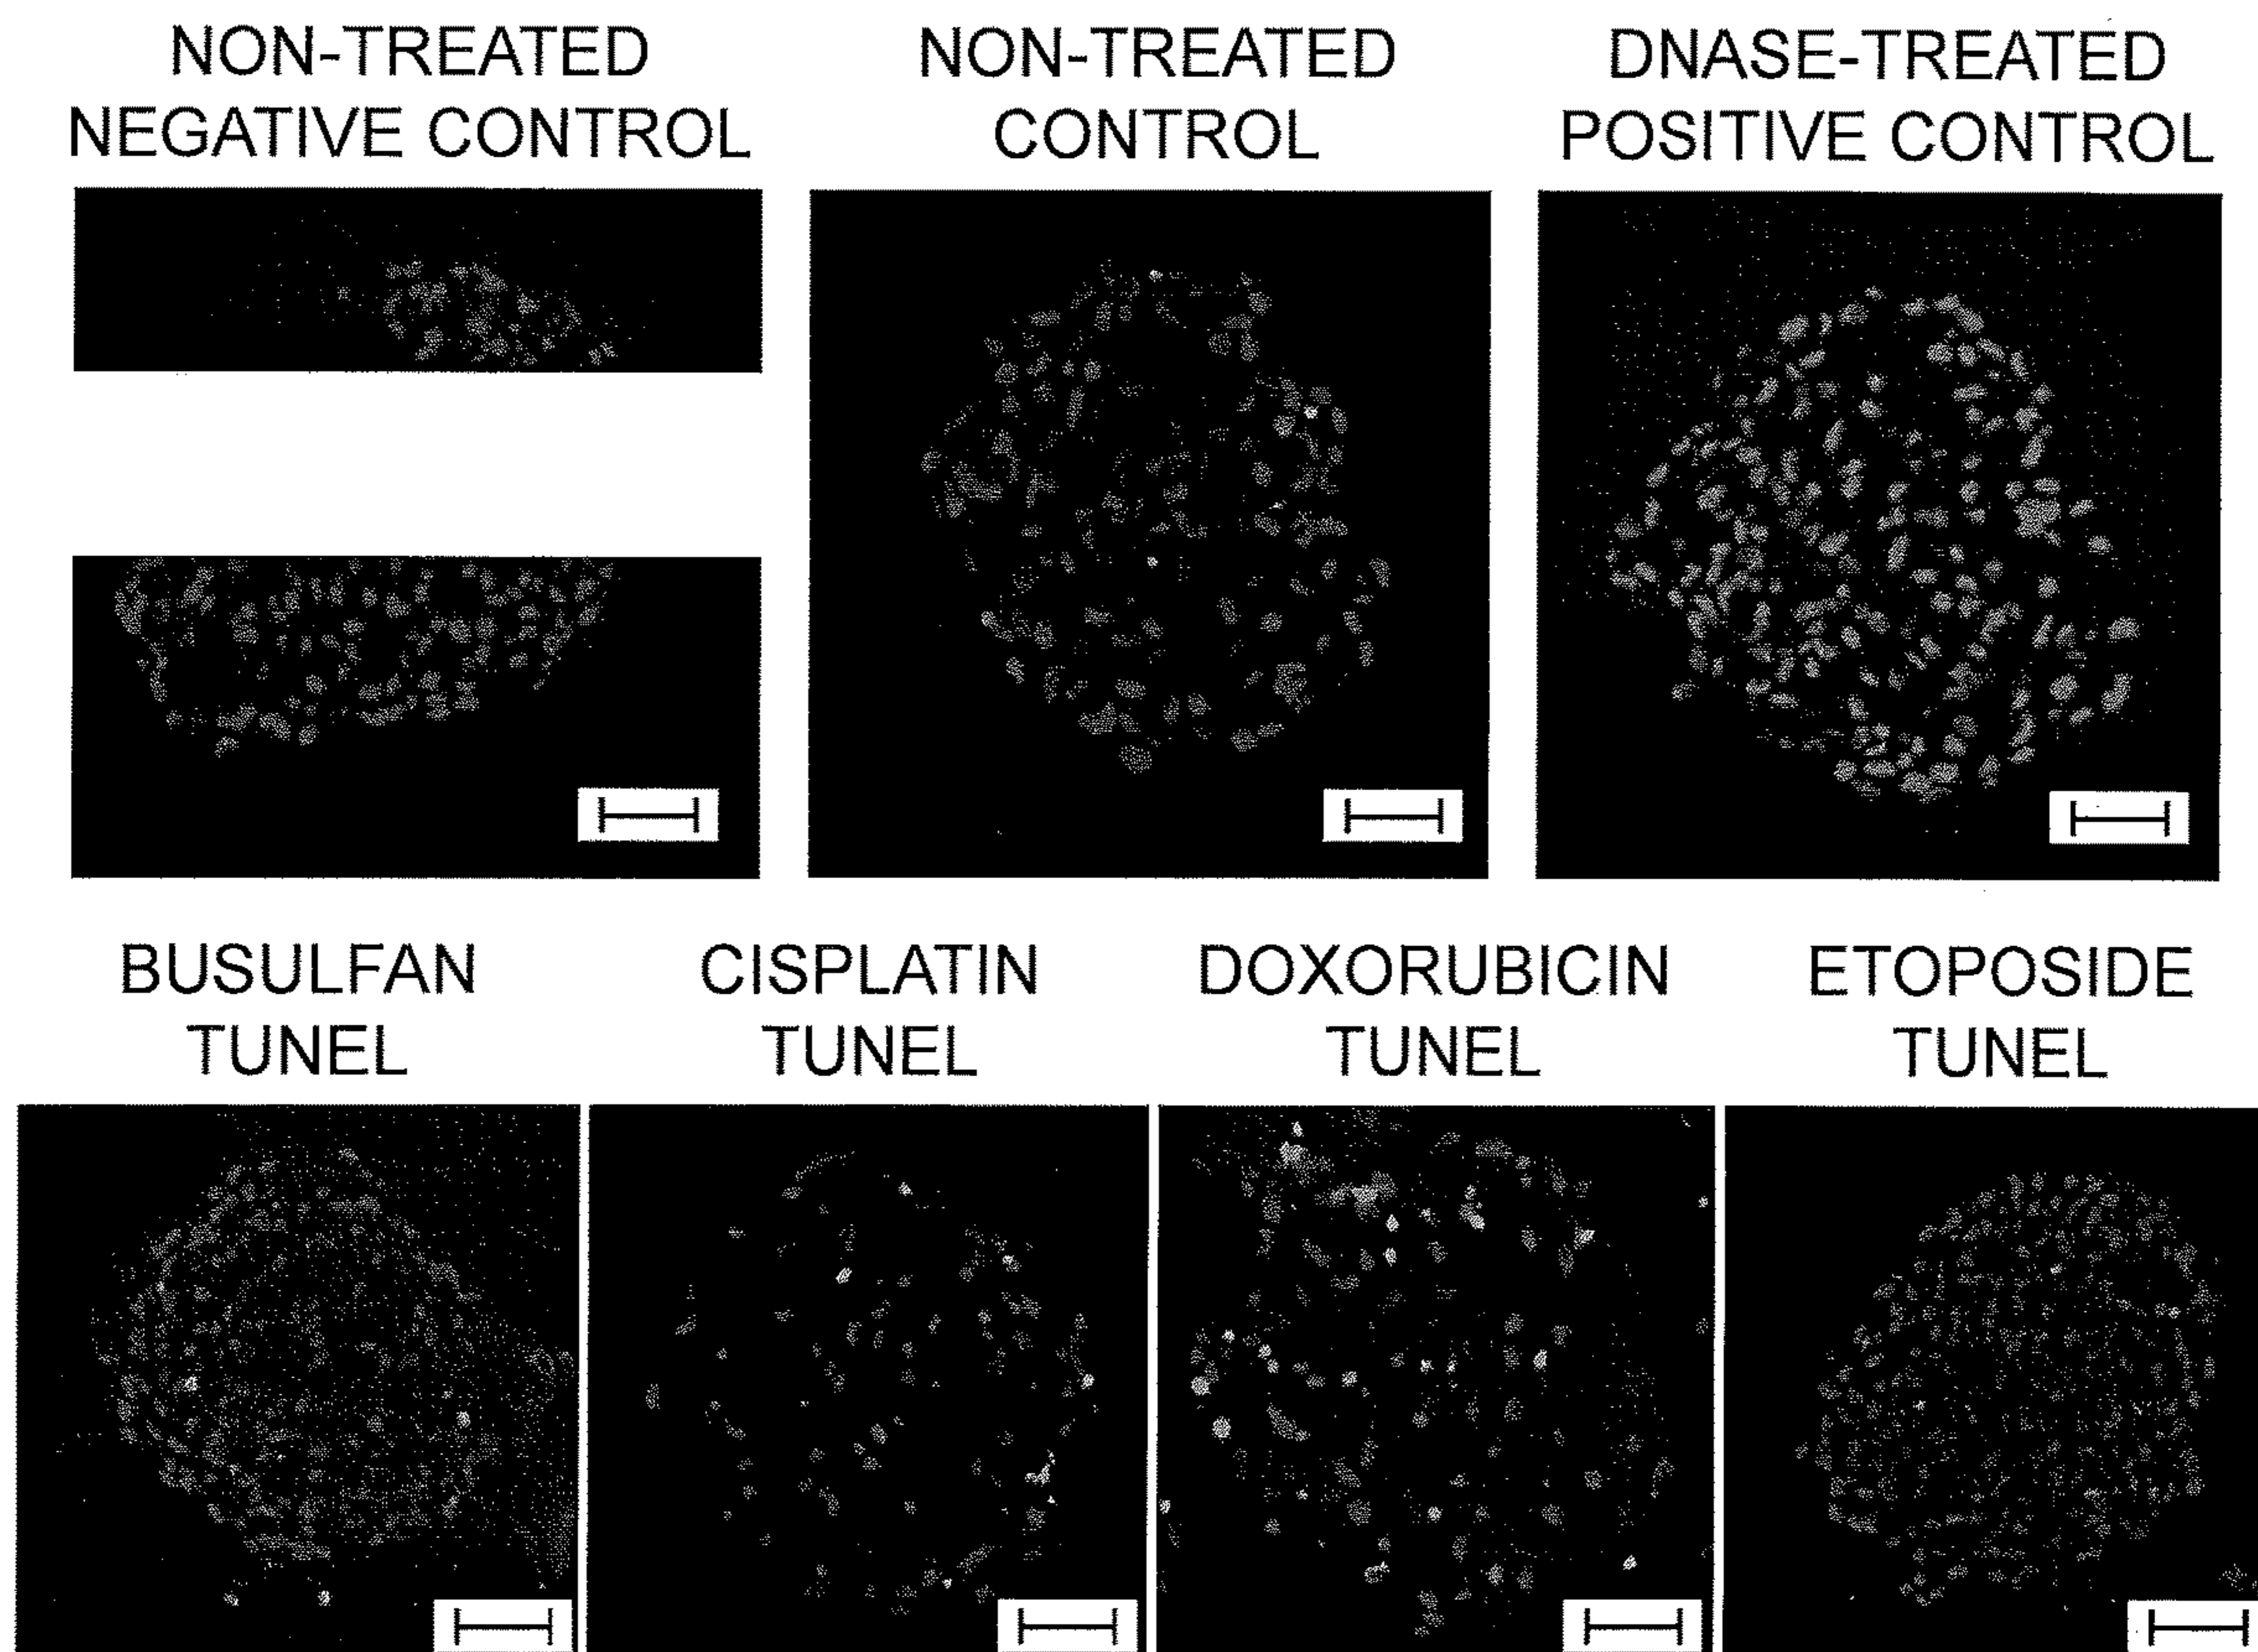 NON-TREATED
NEGATIVE CONTROL
NON-TREATED
CONTROL
DNASE-TREATED
POSITIVE CONTROL
BUSULFAN
TUNEL
CISPLATIN
TUNEL
DOXORUBICIN
TUNEL
ETOPOSIDE
TUNEL